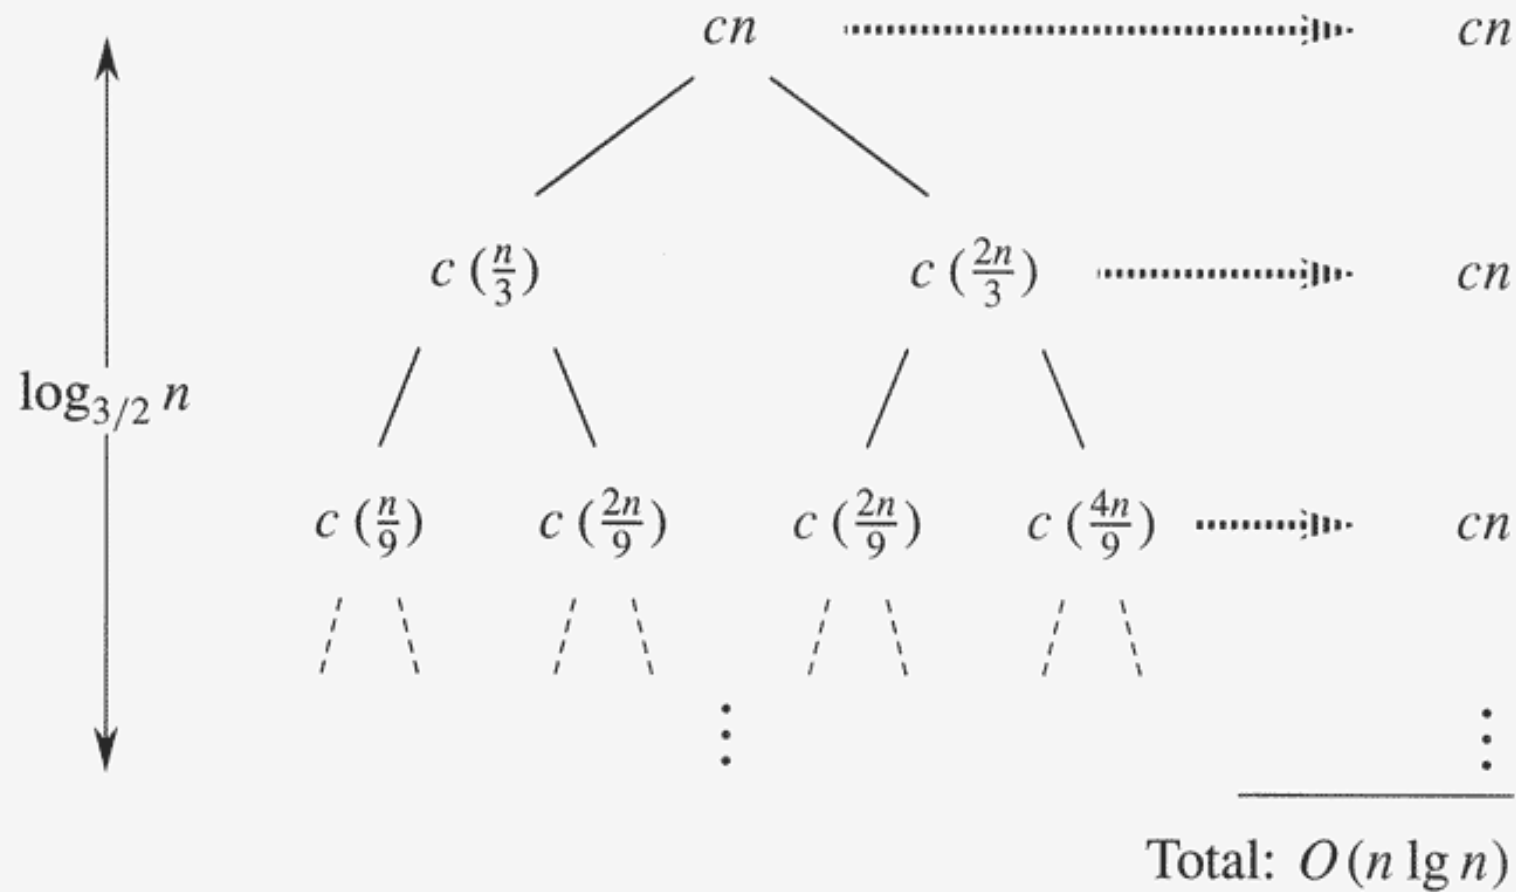 cn cn
c (n/3) c (2n/3) cn
log_{3/2} n
c (n/9) c (2n/9) c (2n/9) c (4n/9) cn
⋮ ⋮
Total: O(n lg n)